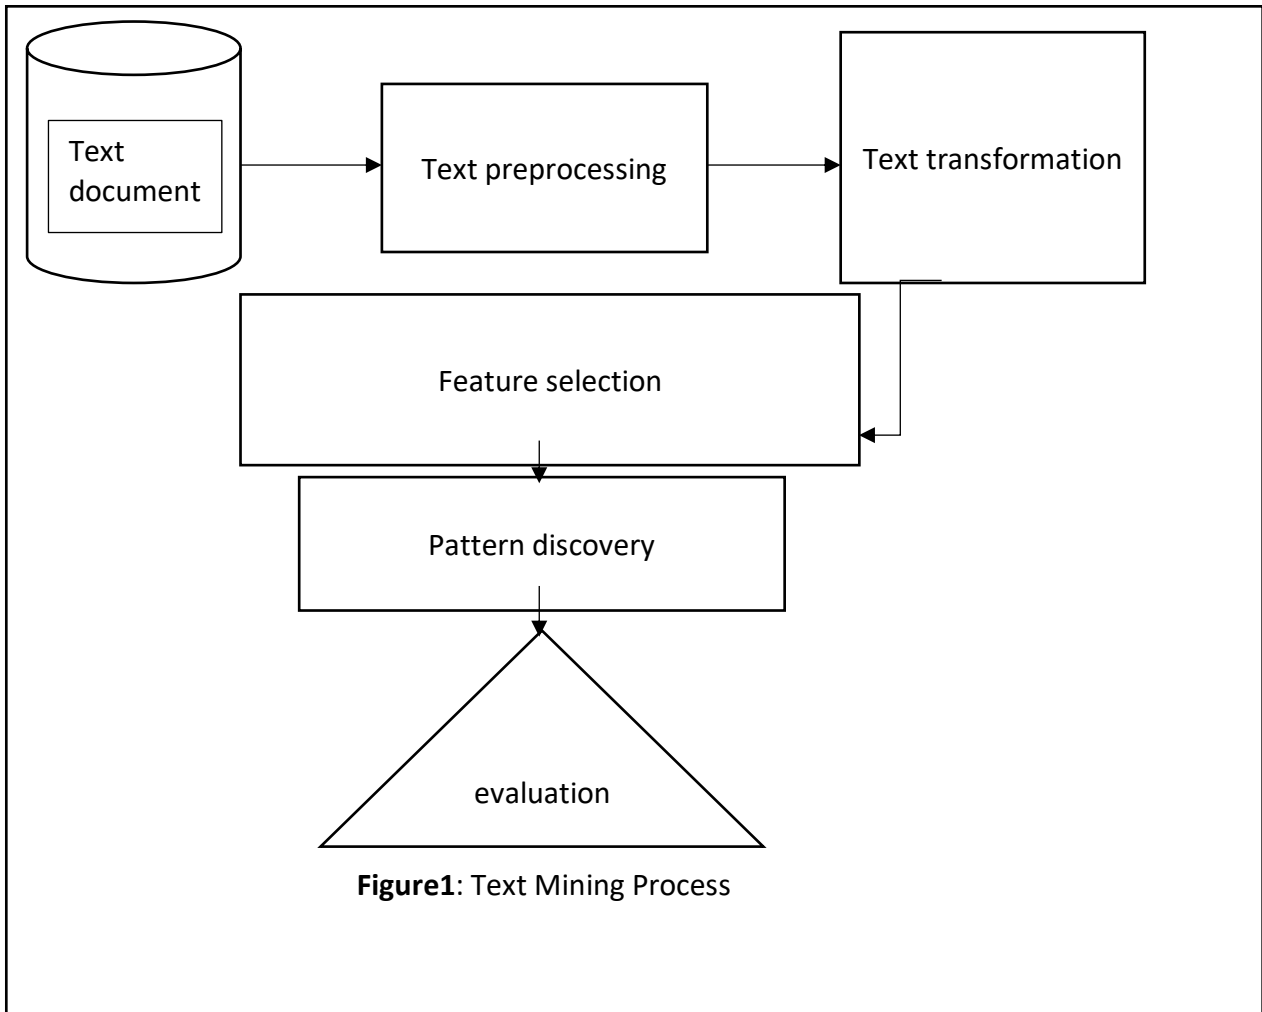 Text
document
Text preprocessing
Text transformation
Feature selection
Pattern discovery
evaluation
Figure1: Text Mining Process